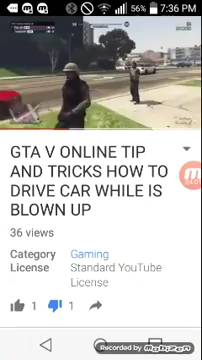 56% 7:36 PM
GTA V ONLINE TIP
AND TRICKS HOW TO
DRIVE CAR WHILE IS
BLOWN UP
36 views
Category Gaming
License Standard YouTube
License
1 1
Recorded by Mobizen